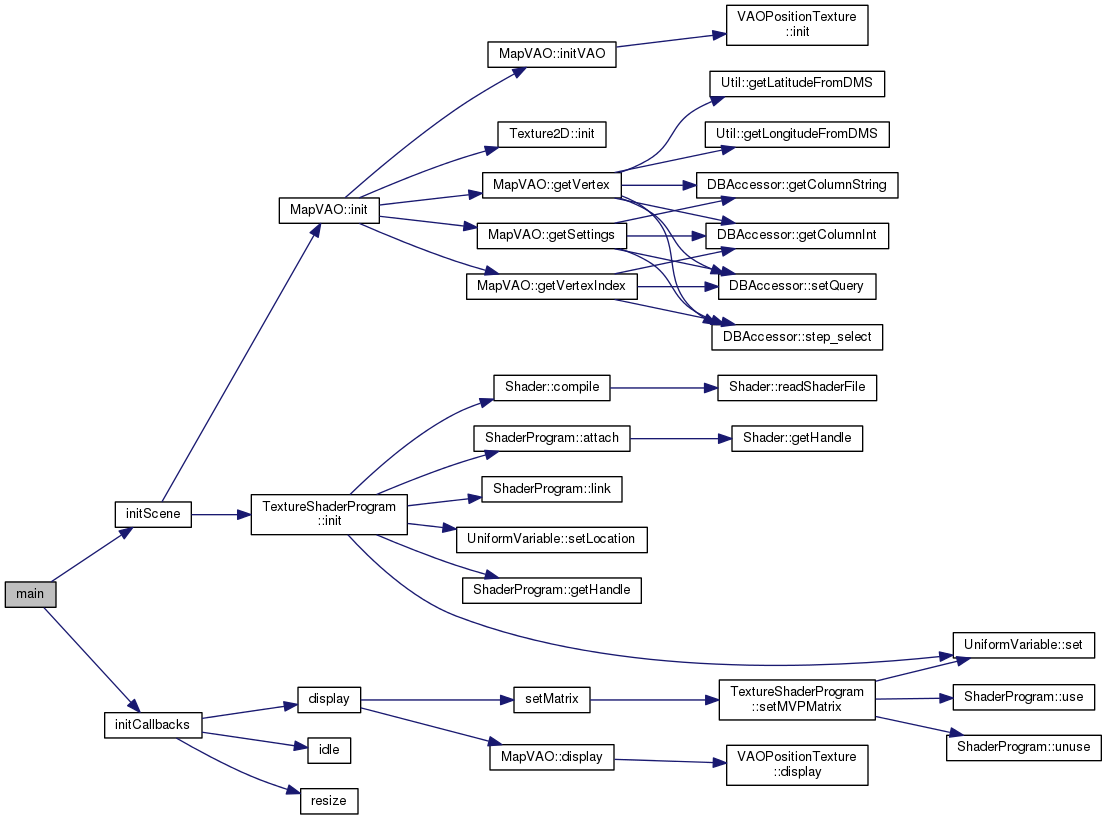 VAOPositionTexture
::init
MapVAO::initVAO
Util::getLatitudeFromDMS
Texture2D::init
Util::getLongitudeFromDMS
MapVAO::getVertex
DBAccessor::getColumnString
MapVAO::init
MapVAO::getSettings
DBAccessor::getColumnInt
MapVAO::getVertexIndex
DBAccessor::setQuery
DBAccessor::step_select
Shader::compile
Shader::readShaderFile
ShaderProgram::attach
Shader::getHandle
ShaderProgram::link
initScene
TextureShaderProgram
::init
UniformVariable::setLocation
ShaderProgram::getHandle
main
UniformVariable::set
display
setMatrix
TextureShaderProgram
::setMVPMatrix
ShaderProgram::use
initCallbacks
idle
MapVAO::display
VAOPositionTexture
::display
ShaderProgram::unuse
resize